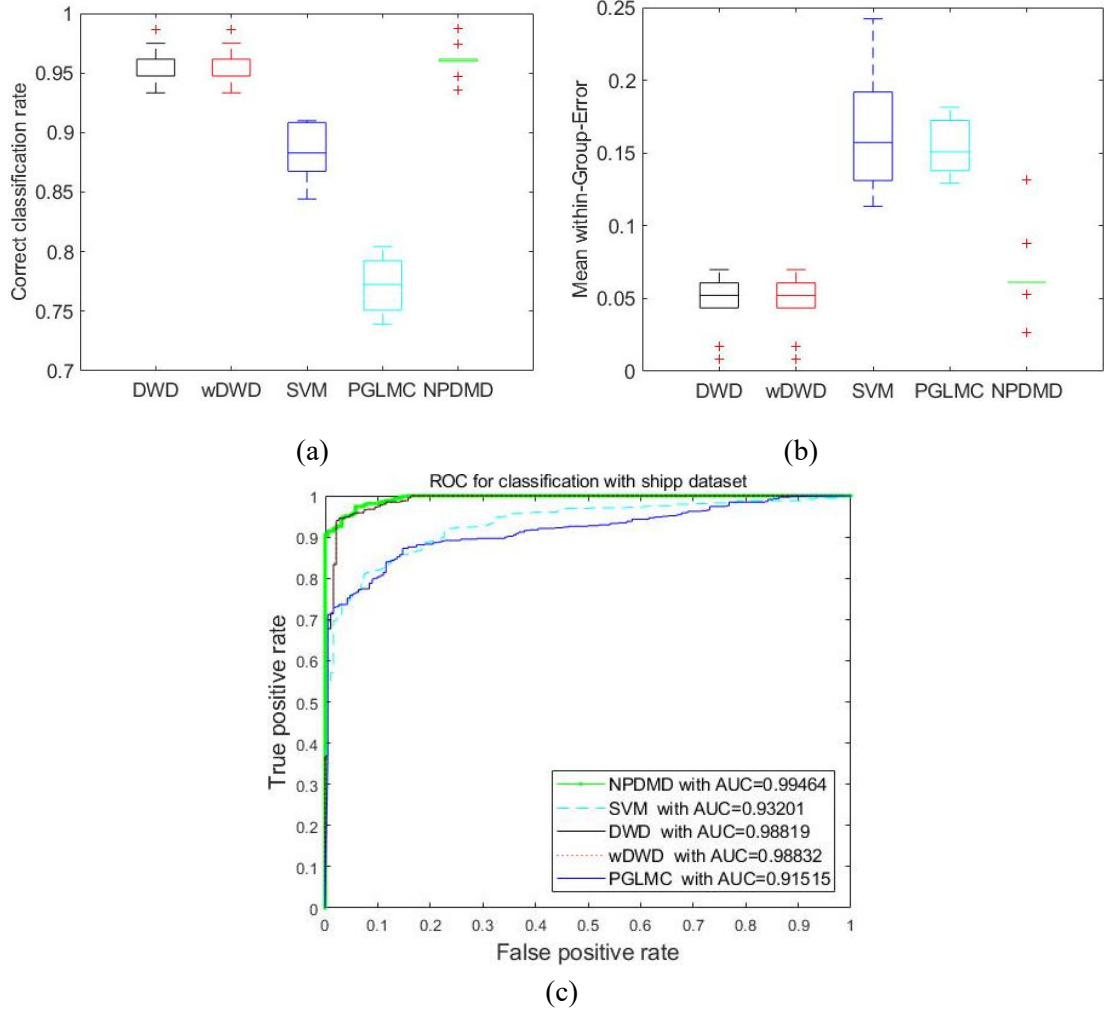 Correct classification rate
1
0.95
0.9
0.85
0.8
0.75
0.7
DWD wDWD SVM PGLMC NPDMD
(a)
Mean within-Group-Error
0.25
0.2
0.15
0.1
0.05
0
DWD wDWD SVM PGLMC NPDMD
(b)
ROC for classification with shipp dataset
True positive rate
1
0.9
0.8
0.7
0.6
0.5
0.4
0.3
0.2
0.1
0
NPDMD with AUC=0.99464
SVM with AUC=0.93201
DWD with AUC=0.98819
wDWD with AUC=0.98832
PGLMC with AUC=0.91515
0 0.1 0.2 0.3 0.4 0.5 0.6 0.7 0.8 0.9 1
False positive rate
(c)